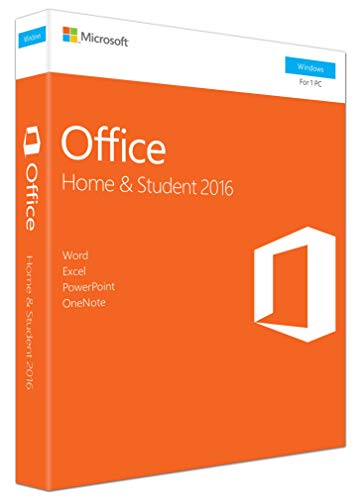 Microsoft
Windows
For 1 PC
Office
Home & Student 2016
Word
Excel
PowerPoint
OneNote
Windows
Office
Home & Student 2016